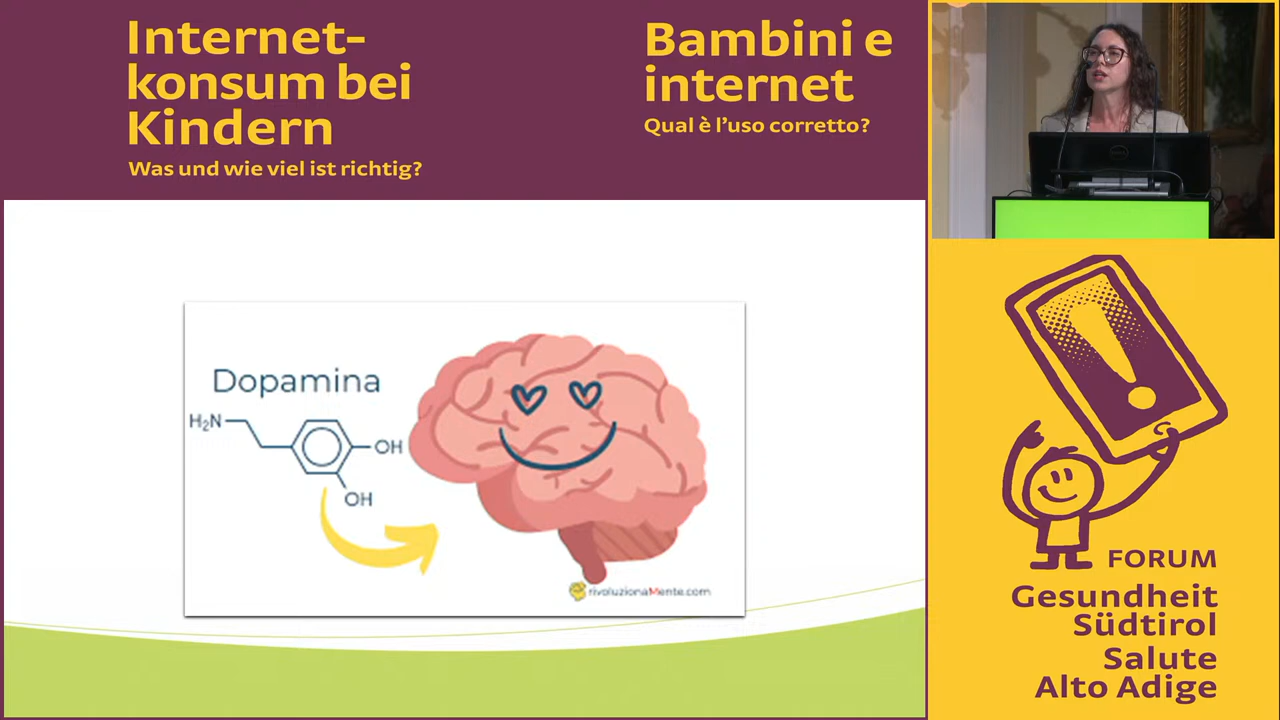 Internet-
konsum bei
Kindern
Was und wie viel ist richtig?
Bambini e
internet
Qual è l'uso corretto?
Dopamina
H₂N
OH
OH
rivoluzionaMente.com
DELL
FORUM
Gesundheit
Südtirol
Salute
Alto Adige